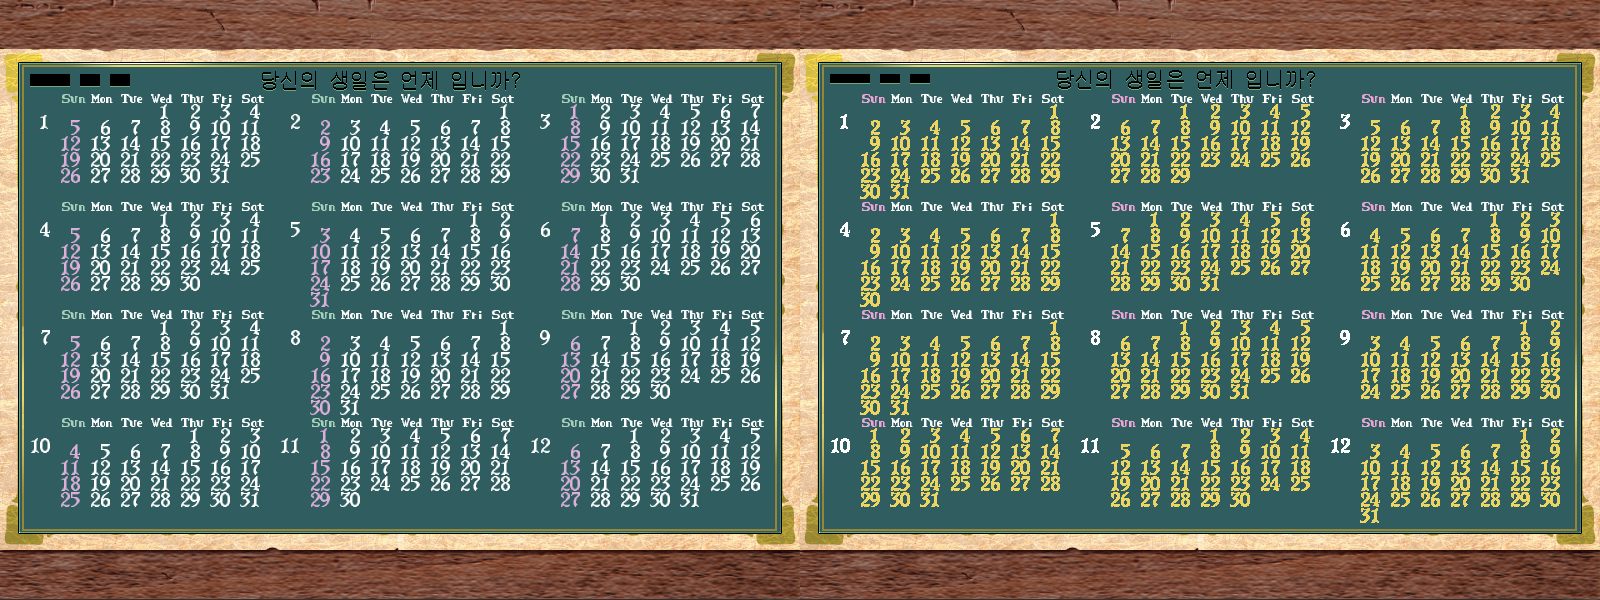 당신의 생일은 언제 입니까?
1
Sun Mon Tue Wed Thu Fri Sat
1 2 3 4
5 6 7 8 9 10 11
12 13 14 15 16 17 18
19 20 21 22 23 24 25
26 27 28 29 30 31
2
Sun Mon Tue Wed Thu Fri Sat
1
2 3 4 5 6 7 8
9 10 11 12 13 14 15
16 17 18 19 20 21 22
23 24 25 26 27 28 29
3
Sun Mon Tue Wed Thu Fri Sat
1 2 3 4 5 6 7
8 9 10 11 12 13 14
15 16 17 18 19 20 21
22 23 24 25 26 27 28
29 30 31
4
Sun Mon Tue Wed Thu Fri Sat
1 2 3 4
5 6 7 8 9 10 11
12 13 14 15 16 17 18
19 20 21 22 23 24 25
26 27 28 29 30
5
Sun Mon Tue Wed Thu Fri Sat
1 2
3 4 5 6 7 8 9
10 11 12 13 14 15 16
17 18 19 20 21 22 23
24 25 26 27 28 29 30
31
6
Sun Mon Tue Wed Thu Fri Sat
1 2 3 4 5 6
7 8 9 10 11 12 13
14 15 16 17 18 19 20
21 22 23 24 25 26 27
28 29 30
7
Sun Mon Tue Wed Thu Fri Sat
1 2 3 4
5 6 7 8 9 10 11
12 13 14 15 16 17 18
19 20 21 22 23 24 25
26 27 28 29 30 31
8
Sun Mon Tue Wed Thu Fri Sat
1
2 3 4 5 6 7 8
9 10 11 12 13 14 15
16 17 18 19 20 21 22
23 24 25 26 27 28 29
30 31
9
Sun Mon Tue Wed Thu Fri Sat
1 2 3 4 5
6 7 8 9 10 11 12
13 14 15 16 17 18 19
20 21 22 23 24 25 26
27 28 29 30
10
Sun Mon Tue Wed Thu Fri Sat
1 2 3
4 5 6 7 8 9 10
11 12 13 14 15 16 17
18 19 20 21 22 23 24
25 26 27 28 29 30 31
11
Sun Mon Tue Wed Thu Fri Sat
1 2 3 4 5 6 7
8 9 10 11 12 13 14
15 16 17 18 19 20 21
22 23 24 25 26 27 28
29 30
12
Sun Mon Tue Wed Thu Fri Sat
1 2 3 4 5
6 7 8 9 10 11 12
13 14 15 16 17 18 19
20 21 22 23 24 25 26
27 28 29 30 31
당신의 생일은 언제 입니까?
1
Sun Mon Tue Wed Thu Fri Sat
1
2 3 4 5 6 7 8
9 10 11 12 13 14 15
16 17 18 19 20 21 22
23 24 25 26 27 28 29
30 31
2
Sun Mon Tue Wed Thu Fri Sat
1 2 3 4 5
6 7 8 9 10 11 12
13 14 15 16 17 18 19
20 21 22 23 24 25 26
27 28 29
3
Sun Mon Tue Wed Thu Fri Sat
1 2 3 4
5 6 7 8 9 10 11
12 13 14 15 16 17 18
19 20 21 22 23 24 25
26 27 28 29 30 31
4
Sun Mon Tue Wed Thu Fri Sat
1
2 3 4 5 6 7 8
9 10 11 12 13 14 15
16 17 18 19 20 21 22
23 24 25 26 27 28 29
30
5
Sun Mon Tue Wed Thu Fri Sat
1 2 3 4 5 6
7 8 9 10 11 12 13
14 15 16 17 18 19 20
21 22 23 24 25 26 27
28 29 30 31
6
Sun Mon Tue Wed Thu Fri Sat
1 2 3
4 5 6 7 8 9 10
11 12 13 14 15 16 17
18 19 20 21 22 23 24
25 26 27 28 29 30
7
Sun Mon Tue Wed Thu Fri Sat
1
2 3 4 5 6 7 8
9 10 11 12 13 14 15
16 17 18 19 20 21 22
23 24 25 26 27 28 29
30 31
8
Sun Mon Tue Wed Thu Fri Sat
1 2 3 4 5
6 7 8 9 10 11 12
13 14 15 16 17 18 19
20 21 22 23 24 25 26
27 28 29 30 31
9
Sun Mon Tue Wed Thu Fri Sat
1 2
3 4 5 6 7 8 9
10 11 12 13 14 15 16
17 18 19 20 21 22 23
24 25 26 27 28 29 30
10
Sun Mon Tue Wed Thu Fri Sat
1 2 3 4 5 6 7
8 9 10 11 12 13 14
15 16 17 18 19 20 21
22 23 24 25 26 27 28
29 30 31
11
Sun Mon Tue Wed Thu Fri Sat
1 2 3 4
5 6 7 8 9 10 11
12 13 14 15 16 17 18
19 20 21 22 23 24 25
26 27 28 29 30
12
Sun Mon Tue Wed Thu Fri Sat
1 2
3 4 5 6 7 8 9
10 11 12 13 14 15 16
17 18 19 20 21 22 23
24 25 26 27 28 29 30
31